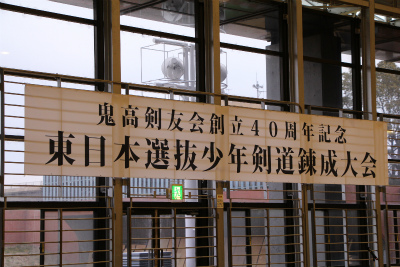 鬼高剣友会創立40周年記念
東日本選抜少年剣道錬成大会